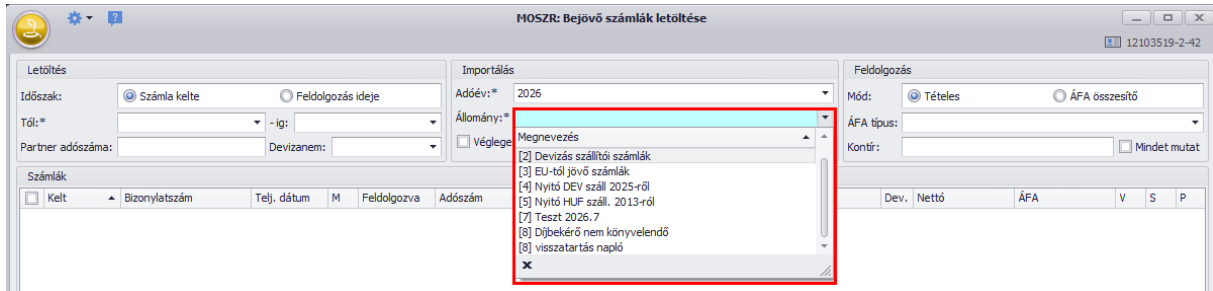 MOSZR: Bejövő számlák letöltése
12103519-2-42
Letöltés
Időszak: Számla kelte Feldolgozás ideje
Tól:* - ig:
Partner adószáma: Devizanem:
Importálás
Adóév:* 2026
Állomány:*
Véglege
Megnevezés
[2] Devizás szállítói számlák
[3] EU-tól jövő számlák
[4] Nyitó DEV száll 2025-ről
[5] Nyitó HUF száll. 2013-ról
[7] Teszt 2026.7
[8] Díjbekérő nem könyvelendő
[8] visszatartás napló
Feldolgozás
Mód: Tételes ÁFA összesítő
ÁFA típus:
Kontír: Mindet mutat
Számlák
Kelt Bizonylatszám Telj. dátum M Feldolgozva Adószám Dev. Nettó ÁFA V S P